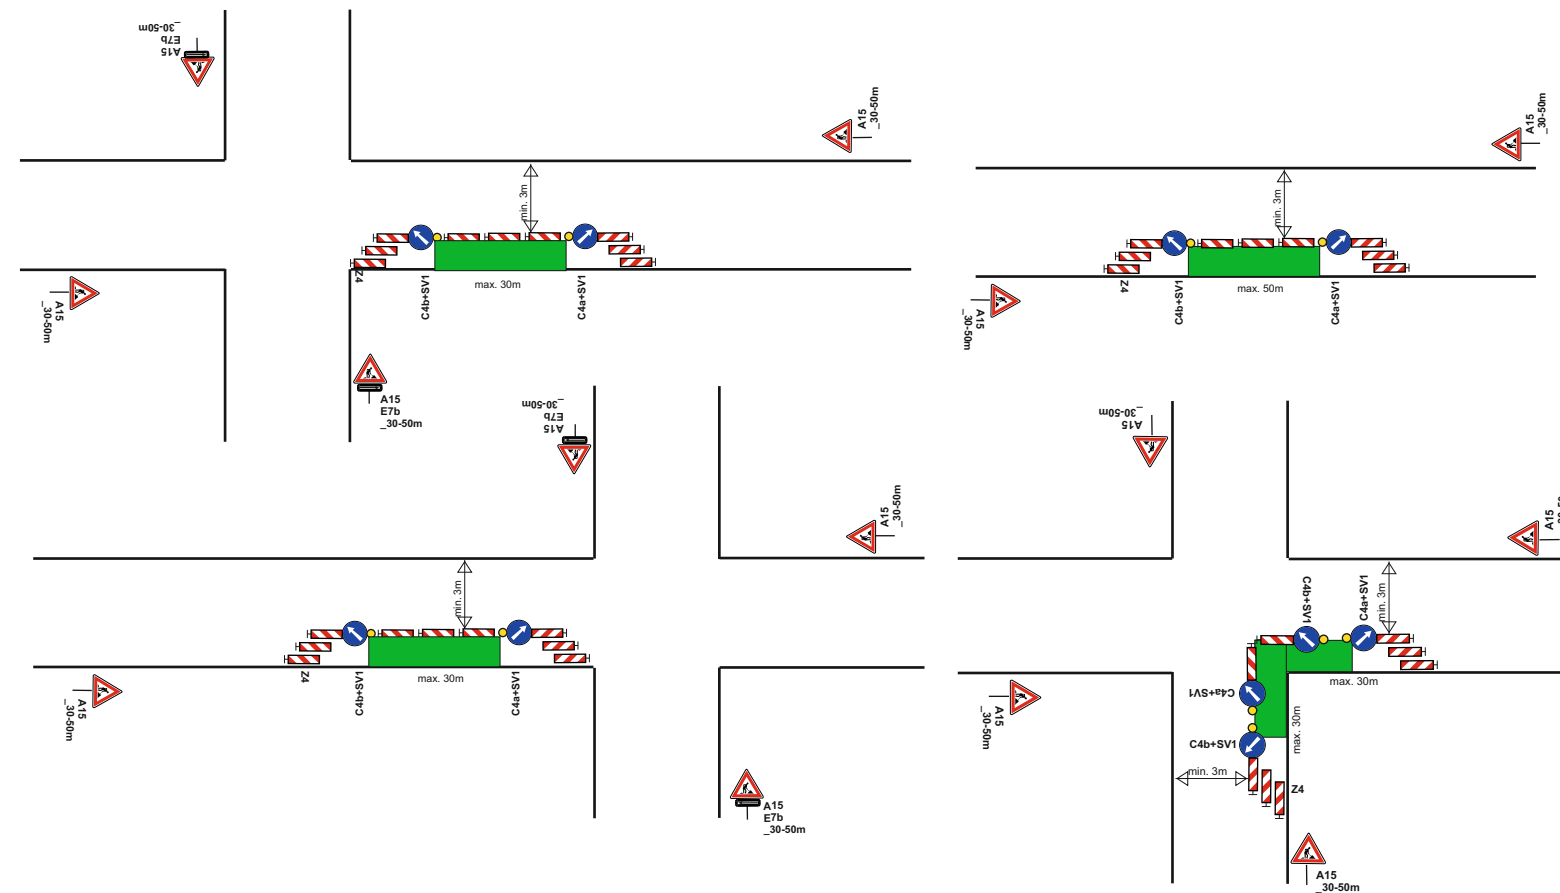 A15
E7b
_30-50m
A15
_30-50m
min. 3m
Z4
C4b+SV1
max. 30m
C4a+SV1
A15
_30-50m
A15
E7b
_30-50m
A15
_30-50m
min. 3m
Z4
C4b+SV1
max. 50m
C4a+SV1
A15
_30-50m
A15
E7b
_30-50m
A15
_30-50m
min. 3m
Z4
C4b+SV1
max. 30m
C4a+SV1
A15
_30-50m
A15
E7b
_30-50m
A15
_30-50m
A15
C4b+SV1
C4a+SV1
min. 3m
max. 30m
C4a+SV1
max. 30m
C4b+SV1
min. 3m
Z4
A15
_30-50m
A15
_30-50m